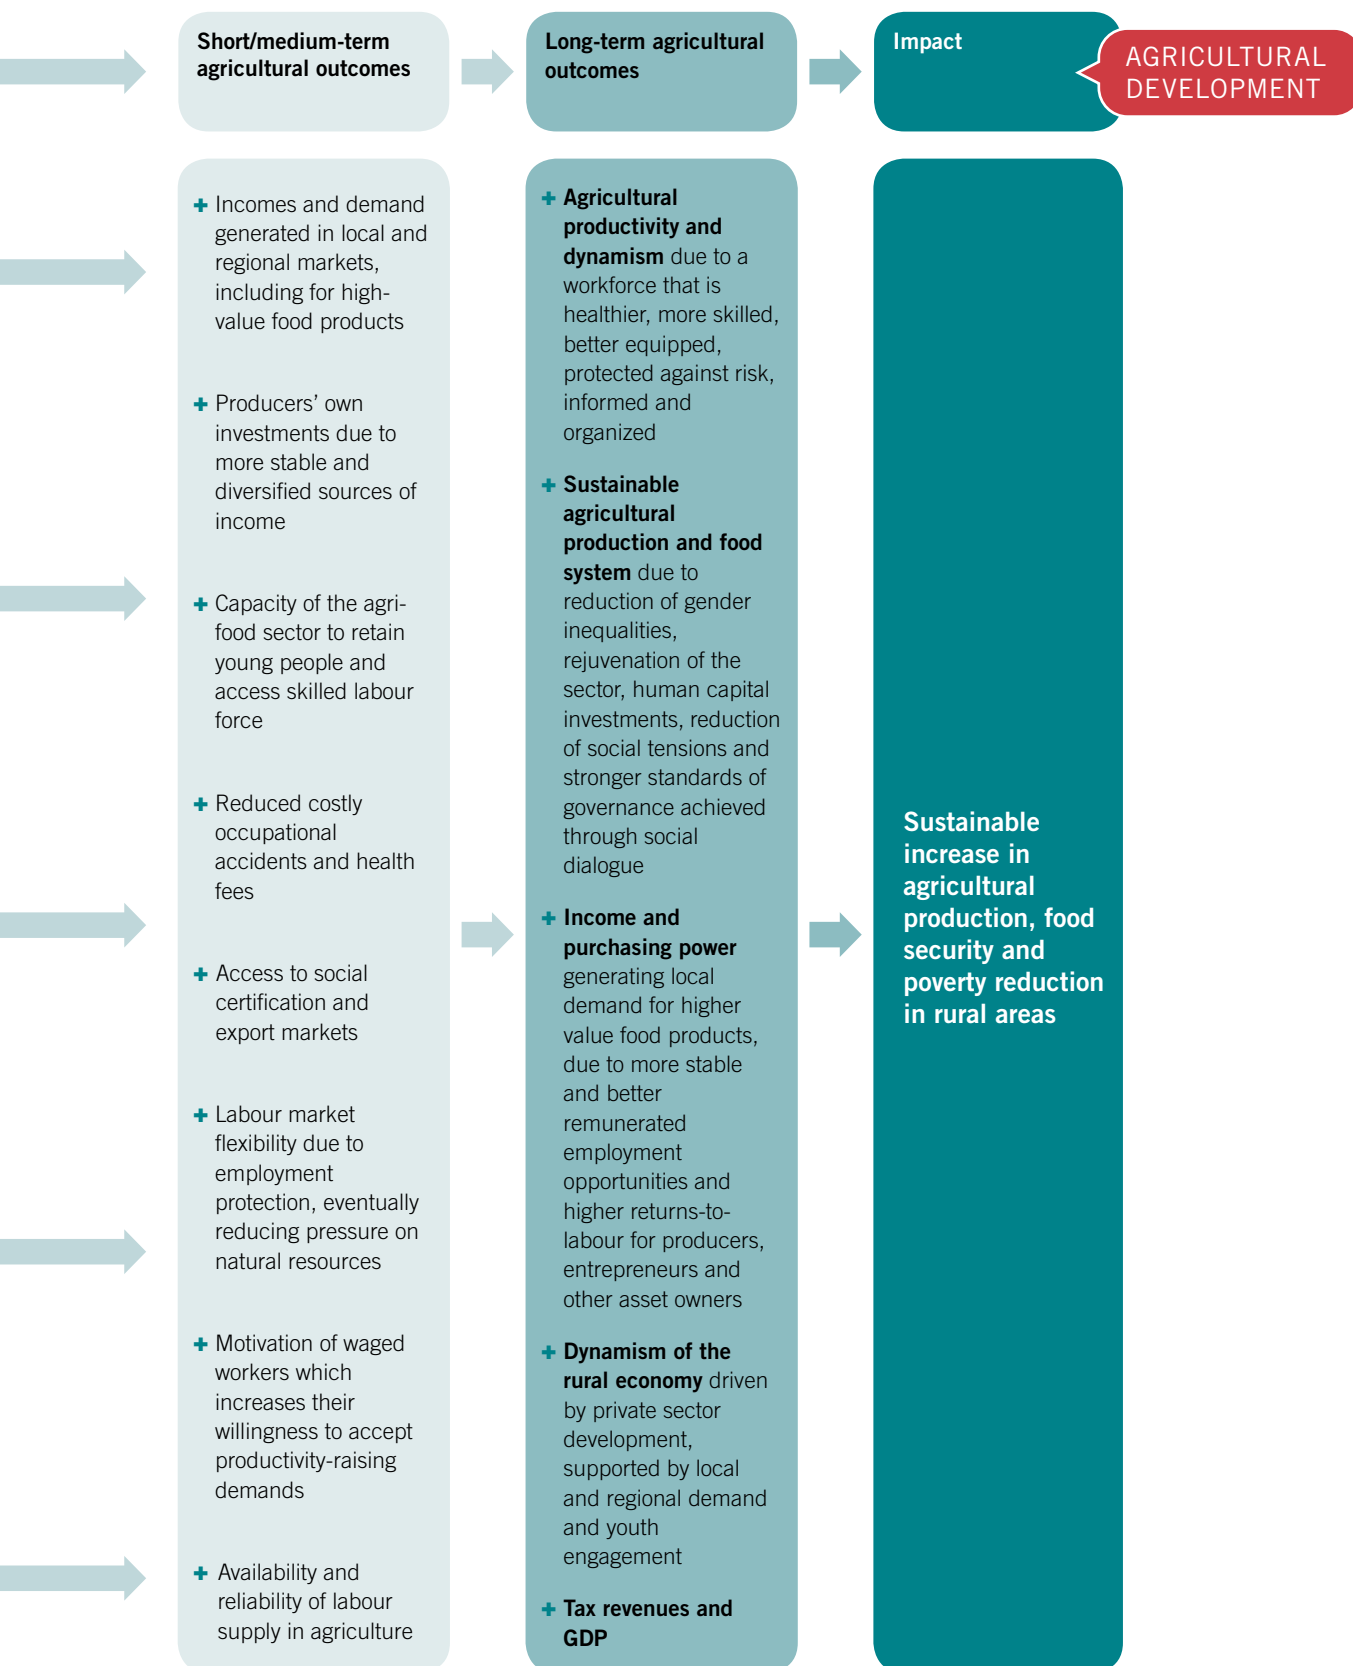 Short/medium-term
agricultural outcomes
Long-term agricultural
outcomes
Impact
AGRICULTURAL
DEVELOPMENT
+ Incomes and demand
generated in local and
regional markets,
including for high-
value food products
+ Producers’ own
investments due to
more stable and
diversified sources of
income
+ Capacity of the agri-
food sector to retain
young people and
access skilled labour
force
+ Reduced costly
occupational
accidents and health
fees
+ Access to social
certification and
export markets
+ Labour market
flexibility due to
employment
protection, eventually
reducing pressure on
natural resources
+ Motivation of waged
workers which
increases their
willingness to accept
productivity-raising
demands
+ Availability and
reliability of labour
supply in agriculture
+ Agricultural
productivity and
dynamism due to a
workforce that is
healthier, more skilled,
better equipped,
protected against risk,
informed and
organized
+ Sustainable
agricultural
production and food
system due to
reduction of gender
inequalities,
rejuvenation of the
sector, human capital
investments, reduction
of social tensions and
stronger standards of
governance achieved
through social
dialogue
+ Income and
purchasing power
generating local
demand for higher
value food products,
due to more stable
and better
remunerated
employment
opportunities and
higher returns-to-
labour for producers,
entrepreneurs and
other asset owners
+ Dynamism of the
rural economy driven
by private sector
development,
supported by local
and regional demand
and youth
engagement
+ Tax revenues and
GDP
Sustainable
increase in
agricultural
production, food
security and
poverty reduction
in rural areas